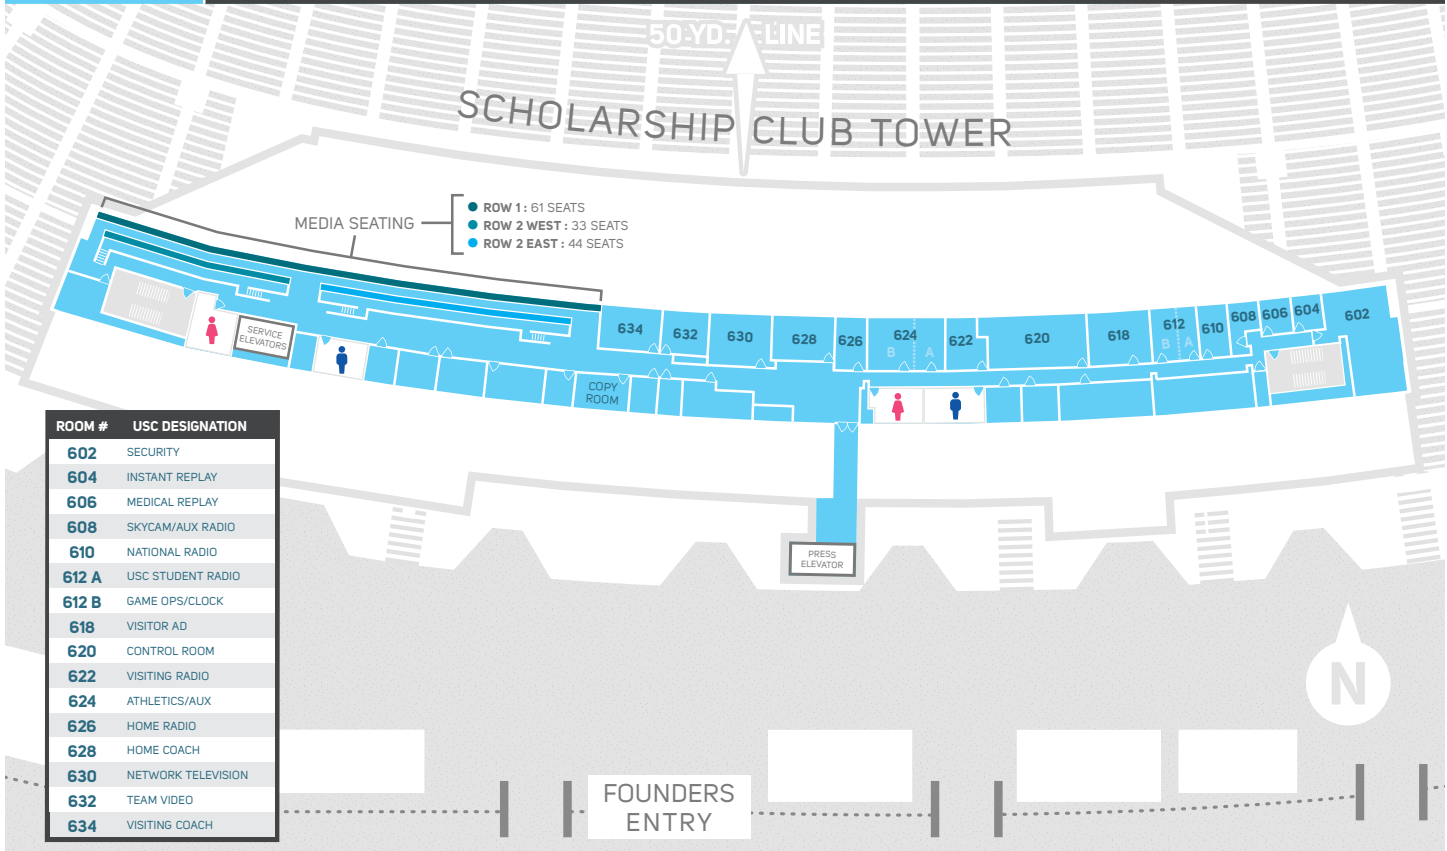 50 YD. LINE
SCHOLARSHIP CLUB TOWER
MEDIA SEATING
ROW 1 : 61 SEATS
ROW 2 WEST : 33 SEATS
ROW 2 EAST : 44 SEATS
SERVICE
ELEVATORS
634
632
630
628
626
624
B A
622
620
618
612
B A
610
608
606
604
602
COPY
ROOM
PRESS
ELEVATOR
ROOM # USC DESIGNATION
602 SECURITY
604 INSTANT REPLAY
606 MEDICAL REPLAY
608 SKYCAM/AUX RADIO
610 NATIONAL RADIO
612 A USC STUDENT RADIO
612 B GAME OPS/CLOCK
618 VISITOR AD
620 CONTROL ROOM
622 VISITING RADIO
624 ATHLETICS/AUX
626 HOME RADIO
628 HOME COACH
630 NETWORK TELEVISION
632 TEAM VIDEO
634 VISITING COACH
N
FOUNDERS
ENTRY